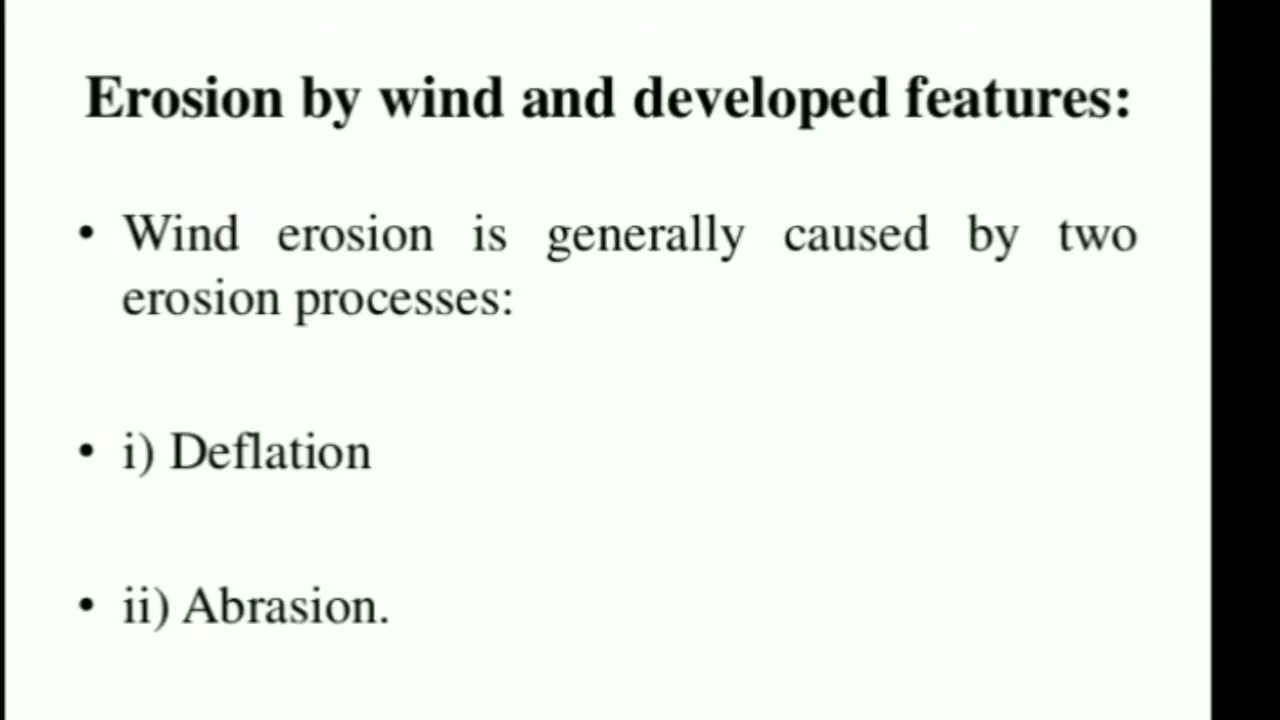 Erosion by wind and developed features:
• Wind erosion is generally caused by two
erosion processes:
• i) Deflation
• ii) Abrasion.